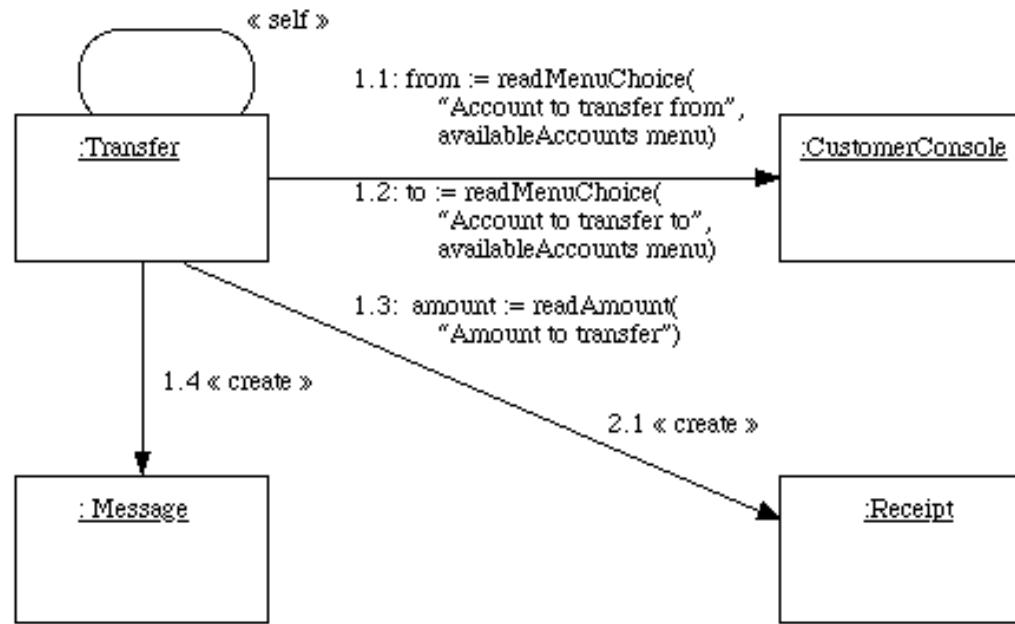 « self »
1.1: from := readMenuChoice(
"Account to transfer from",
availableAccounts menu)
:Transfer
:CustomerConsole
1.2: to := readMenuChoice(
"Account to transfer to",
availableAccounts menu)
1.3: amount := readAmount(
"Amount to transfer")
1.4 « create »
2.1 « create »
: Message
:Receipt